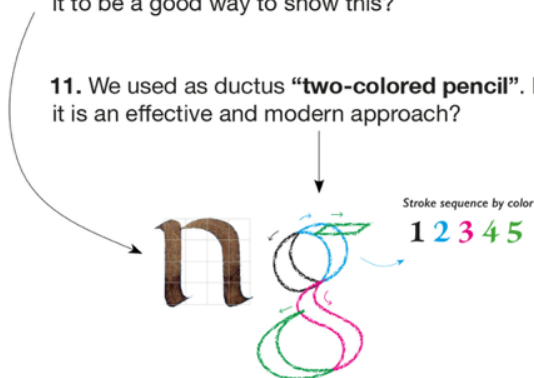 it to be a good way to show this?
11. We used as ductus “two-colored pencil”.
it is an effective and modern approach?
Stroke sequence by color
1 2 3 4 5
n g